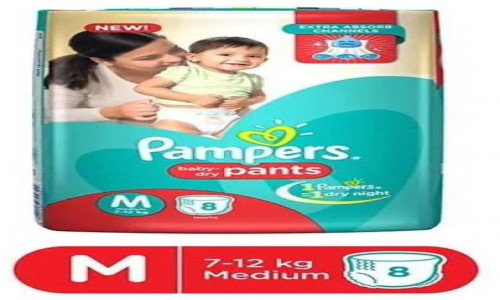 NEW!
EXTRA ABSORB
CHANNELS
Pampers
baby-dry pants
1 Pampers
=1 dry night
M
7-12 kg
8
PANTS
M
7-12 kg
Medium
8